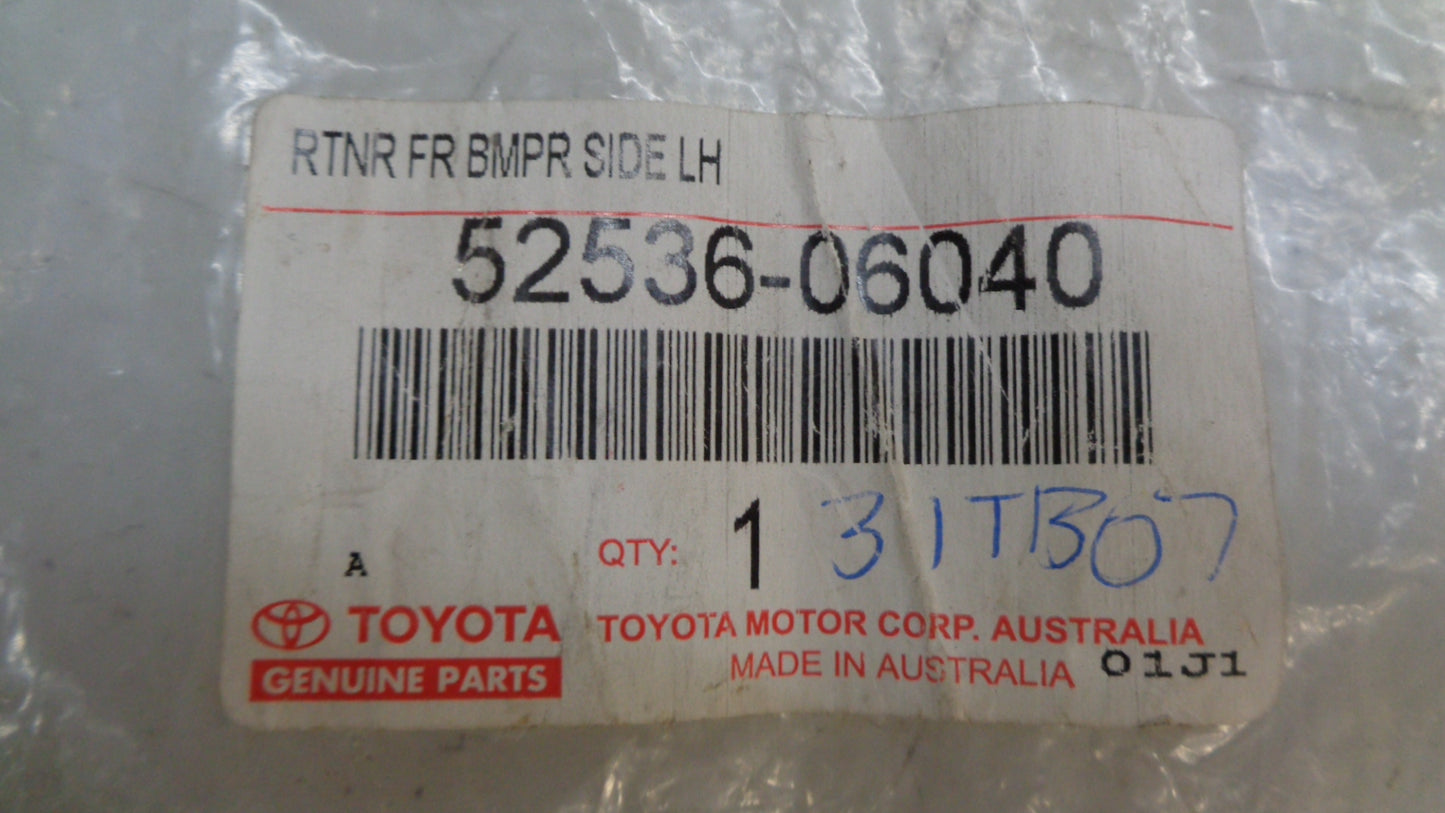 RTNR FR BMPR SIDE LH
52536-06040
QTY: 1 31TB07
A
TOYOTA
GENUINE PARTS
TOYOTA MOTOR CORP. AUSTRALIA
MADE IN AUSTRALIA 01J1